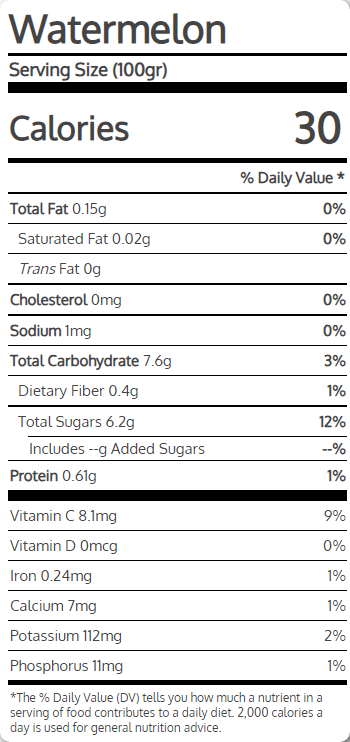 Watermelon
Serving Size (100gr)
Calories 30
% Daily Value *
Total Fat 0.15g 0%
Saturated Fat 0.02g 0%
Trans Fat 0g
Cholesterol 0mg 0%
Sodium 1mg 0%
Total Carbohydrate 7.6g 3%
Dietary Fiber 0.4g 1%
Total Sugars 6.2g 12%
Includes --g Added Sugars --%
Protein 0.61g 1%
Vitamin C 8.1mg 9%
Vitamin D 0mcg 0%
Iron 0.24mg 1%
Calcium 7mg 1%
Potassium 112mg 2%
Phosphorus 11mg 1%
*The % Daily Value (DV) tells you how much a nutrient in a
serving of food contributes to a daily diet. 2,000 calories a
day is used for general nutrition advice.